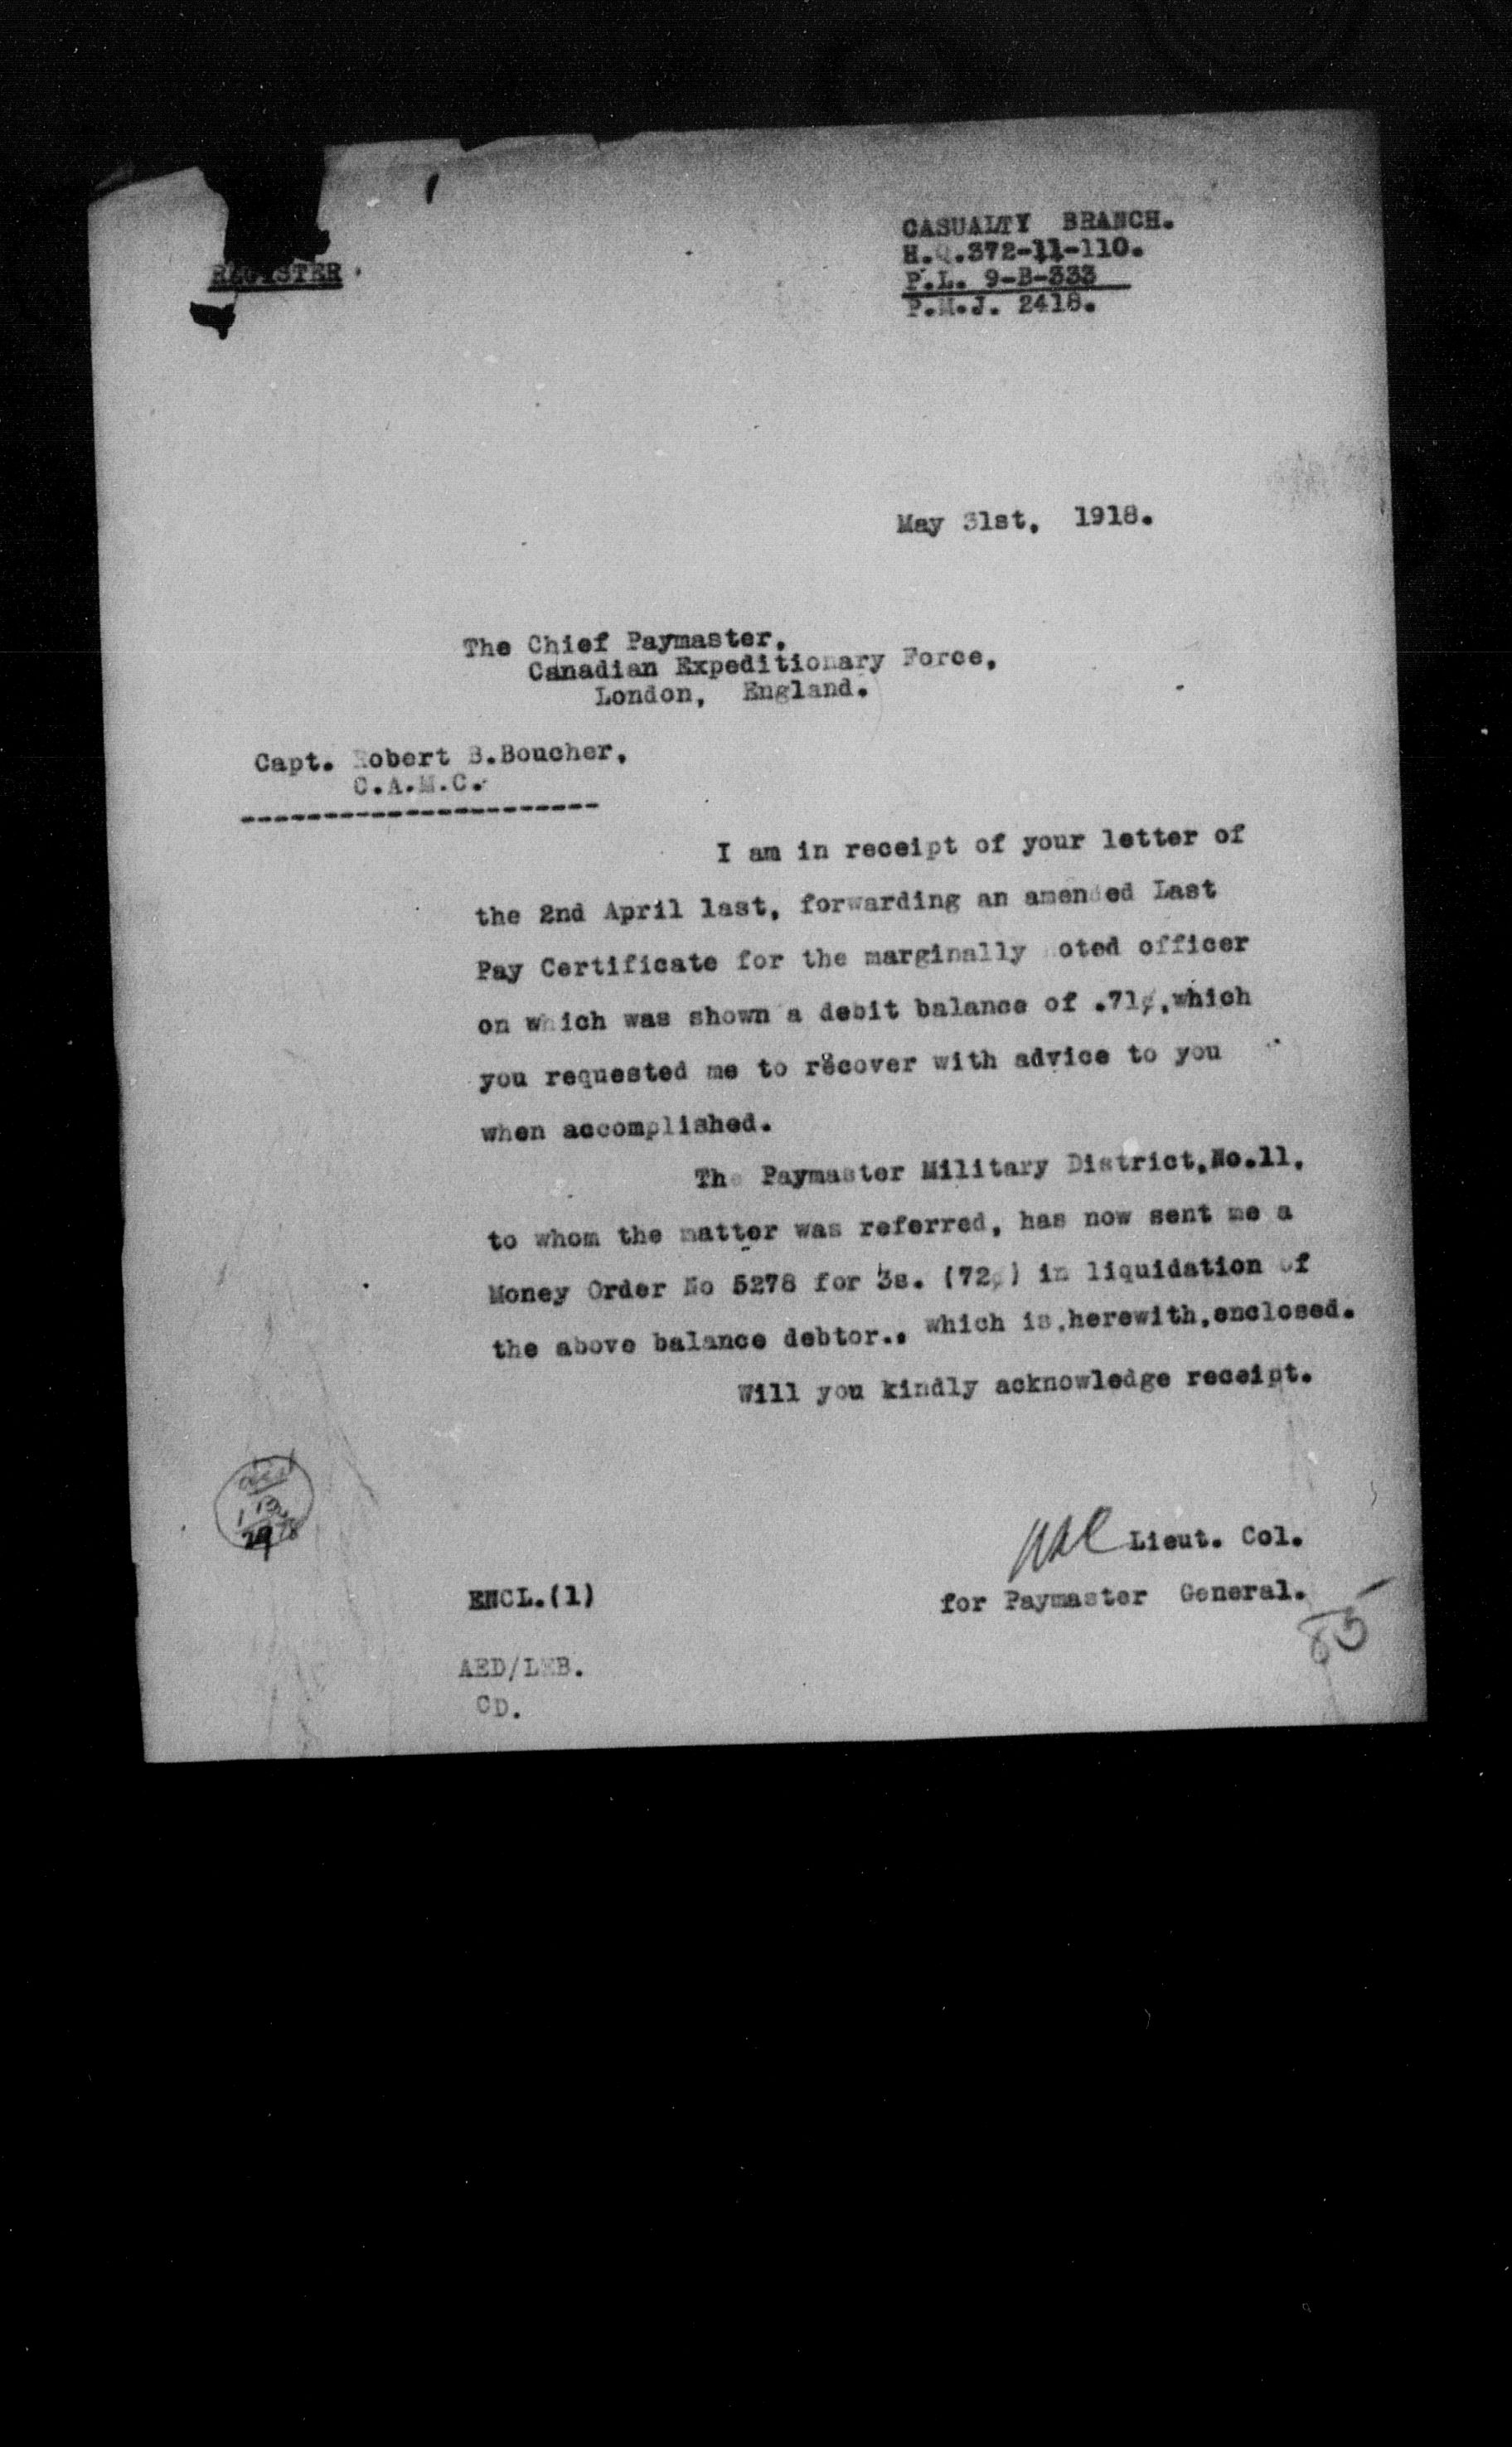 REGISTER
CASUALTY BRANCH.
H.Q.372-11-110.
P.L. 9-B-333
P.M.J. 2418.
May 31st, 1918.
The Chief Paymaster,
Canadian Expeditionary Force,
London, England.
Capt. Robert B.Boucher,
C.A.M.C.
-----------------------
I am in receipt of your letter of
the 2nd April last, forwarding an amended Last
Pay Certificate for the marginally noted officer
on which was shown a debit balance of .71¢,which
you requested me to recover with advice to you
when accomplished.
The Paymaster Military District,No.11,
to whom the matter was referred, has now sent me a
Money Order No 5278 for 3s. (72¢) in liquidation of
the above balance debtor.. which is,herewith,enclosed.
Will you kindly acknowledge receipt.
Lieut. Col.
for Paymaster General.
ENCL.(1)
85
AED/LEB.
CD.